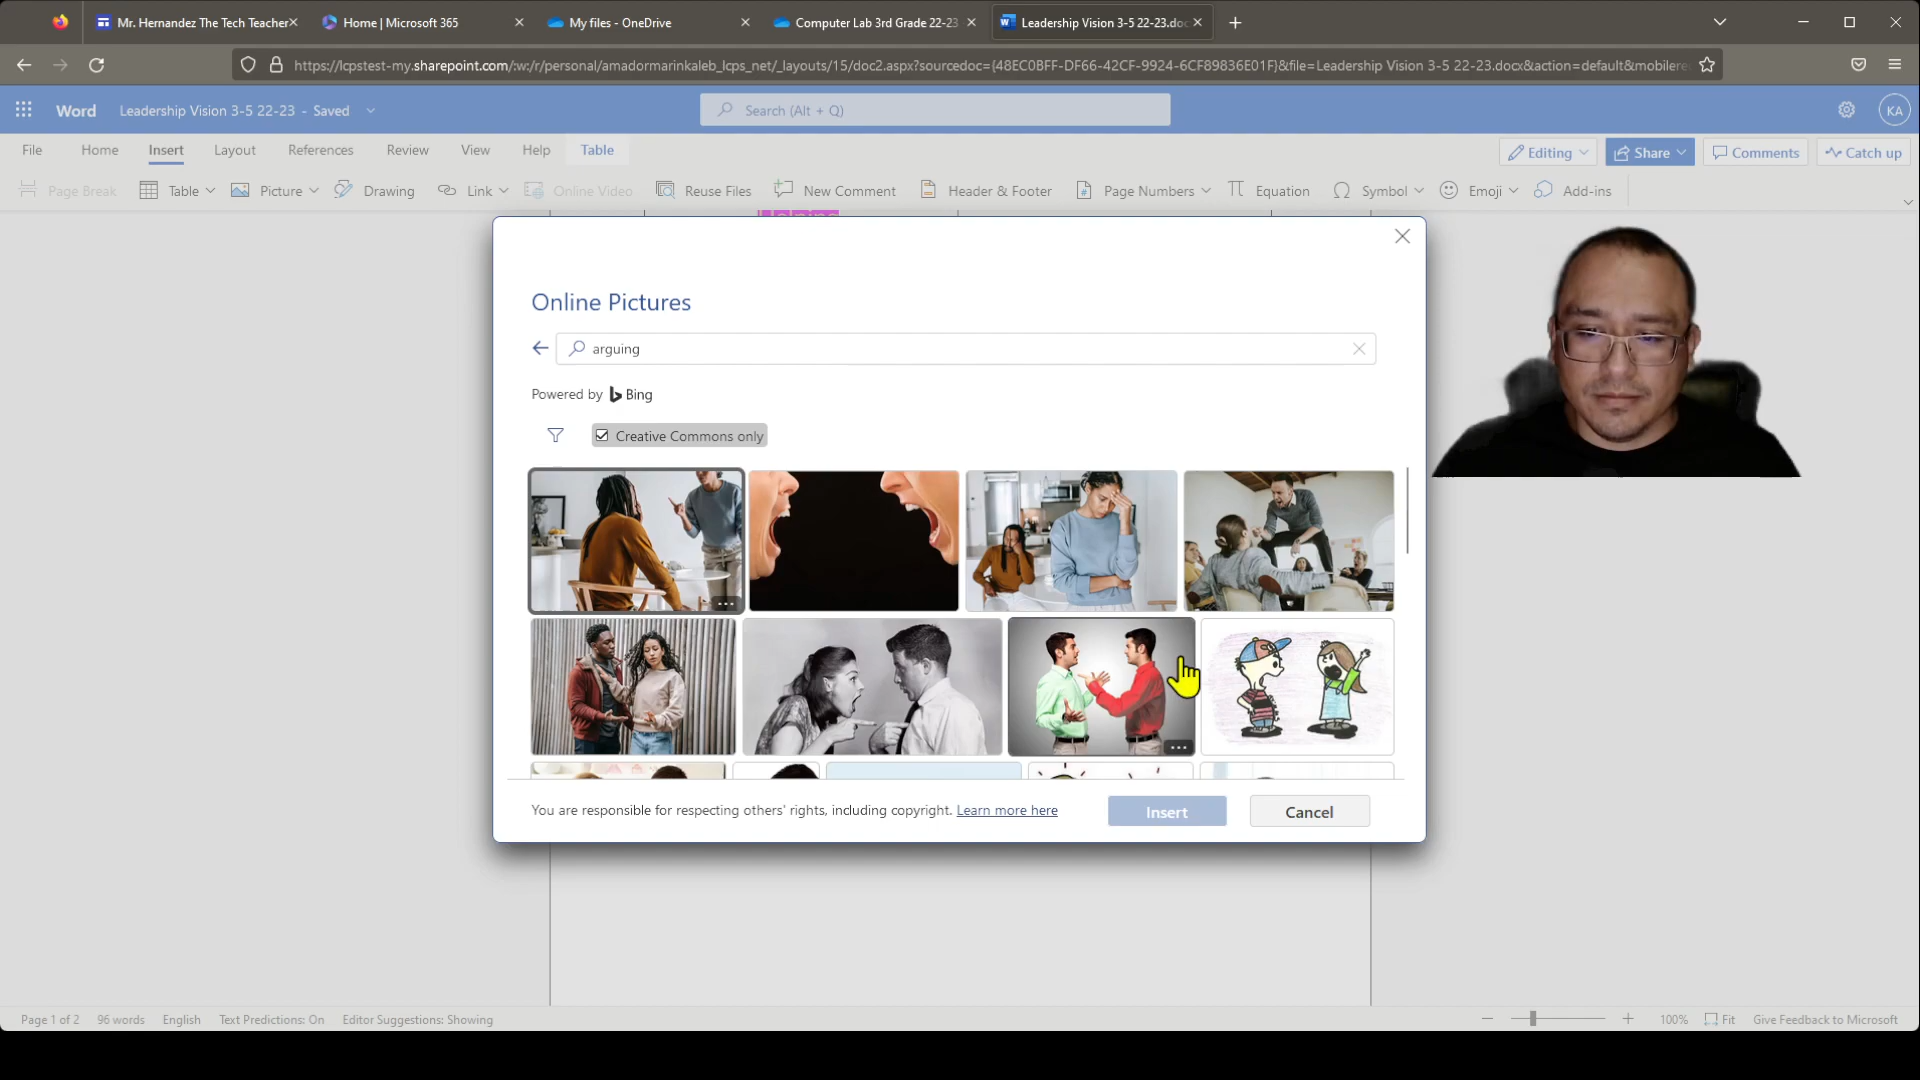 Mr. Hernandez The Tech Teacher
Home | Microsoft 365
My files - OneDrive
Computer Lab 3rd Grade 22-23
Leadership Vision 3-5 22-23.doc
https://lcpstest-my.sharepoint.com/:w:/r/personal/amadormarinkaleb_lcps_net/_layouts/15/doc2.aspx?sourcedoc={48EC0BFF-DF66-42CF-9924-6CF89836E01F}&file=Leadership Vision 3-5 22-23.docx&action=default&mobilere
Word
Leadership Vision 3-5 22-23 - Saved
Search (Alt + Q)
KA
File
Home
Insert
Layout
References
Review
View
Help
Table
Editing
Share
Comments
Catch up
Page Break
Table
Picture
Drawing
Link
Online Video
Reuse Files
New Comment
Header & Footer
Page Numbers
Equation
Symbol
Emoji
Add-ins
Online Pictures
arguing
Powered by Bing
Creative Commons only
You are responsible for respecting others' rights, including copyright. Learn more here
Insert
Cancel
Page 1 of 2
96 words
English
Text Predictions: On
Editor Suggestions: Showing
100%
Fit
Give Feedback to Microsoft